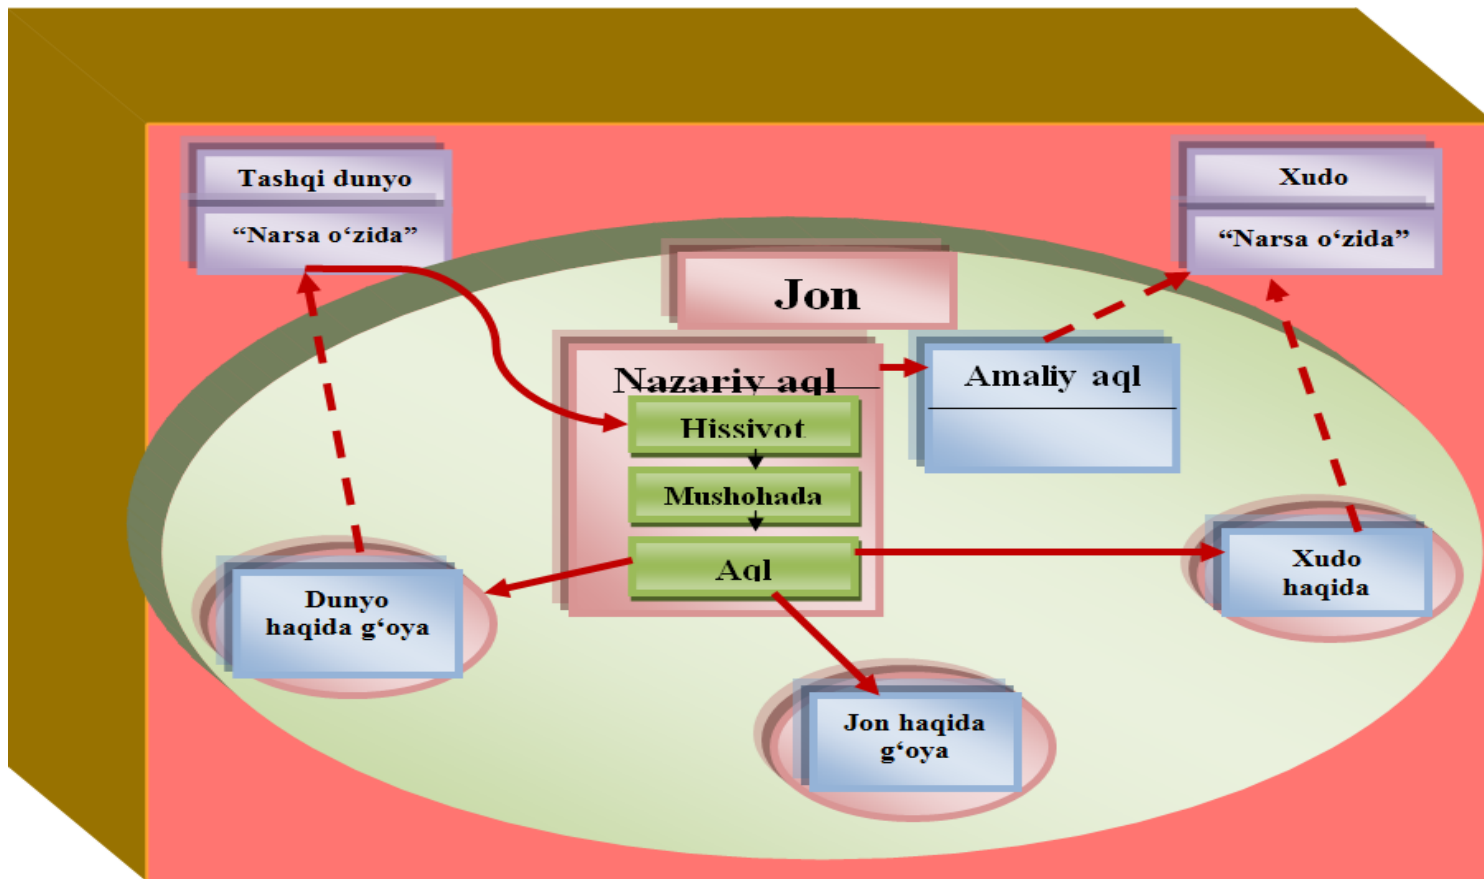 Tashqi dunyo
“Narsa o‘zida”
Xudo
“Narsa o‘zida”
Jon
Nazariy aql
Amaliy aql
Hissiyot
Mushohada
Aql
Dunyo
haqida g‘oya
Xudo
haqida
Jon haqida
g‘oya